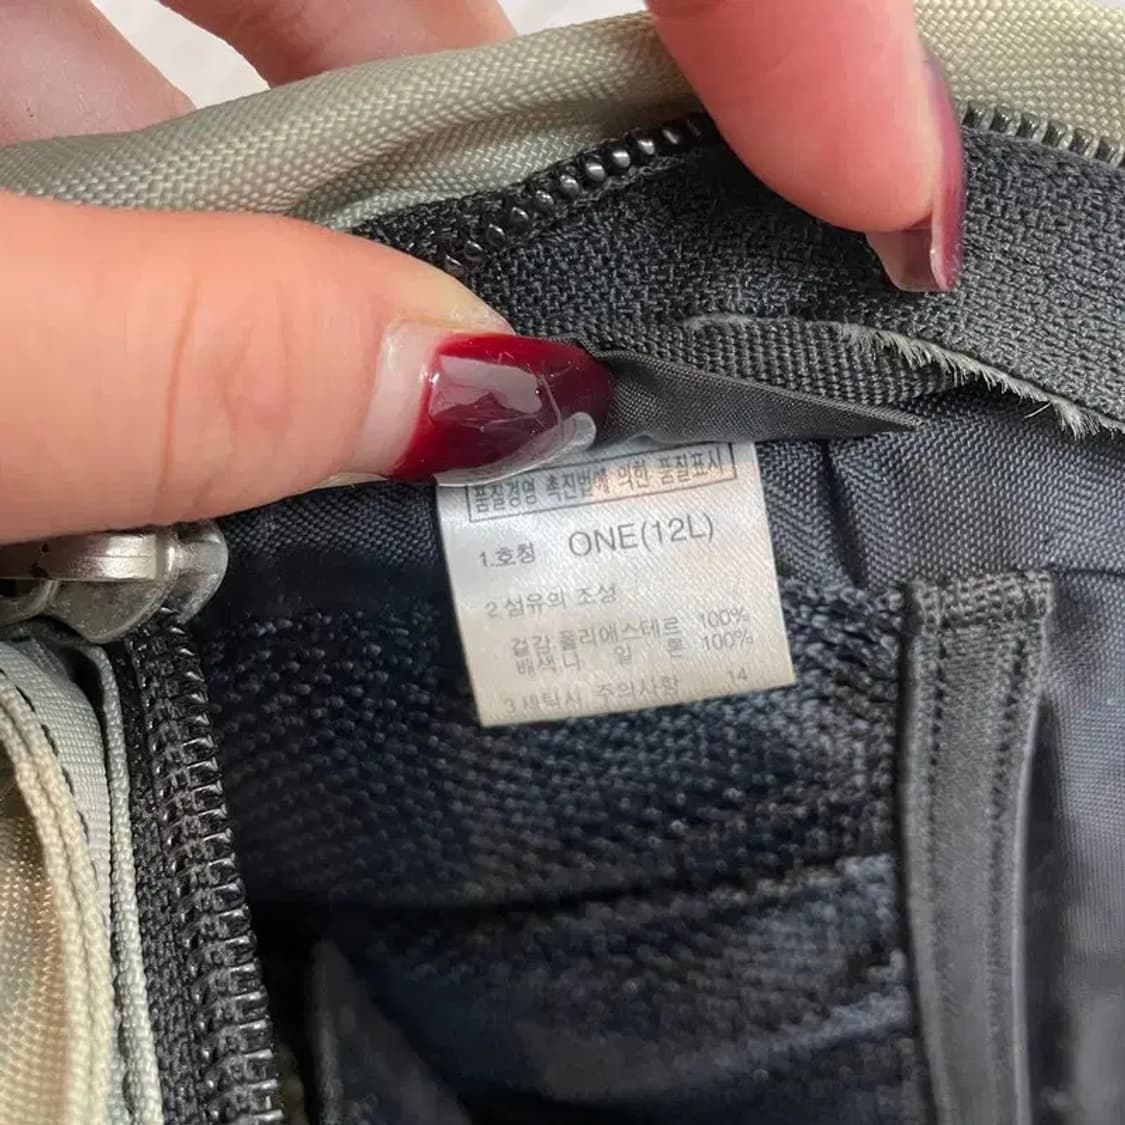 품질경영 촉진법에 의한 품질표시
1.호칭 ONE(12L)
2.섬유의 조성
겉감 폴리에스테르 100%
배색 나 일 론 100%
3.세탁시 주의사항 14